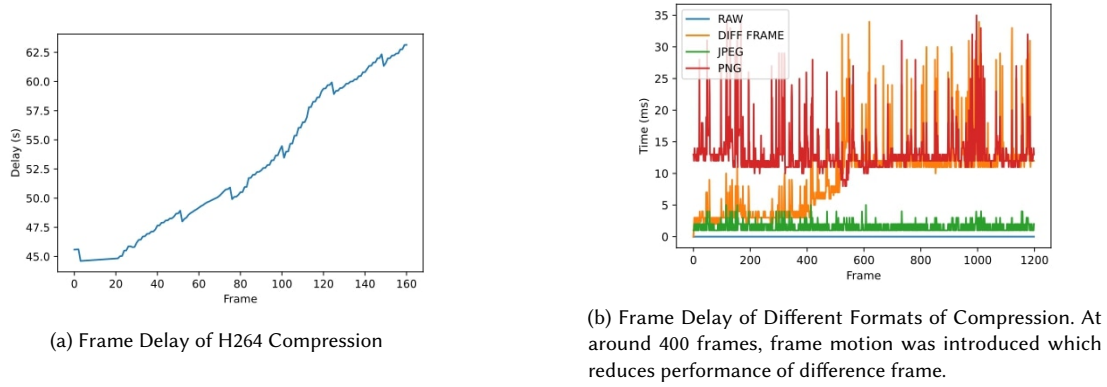 62.5
60.0
57.5
55.0
52.5
50.0
47.5
45.0
Delay (s)
0 20 40 60 80 100 120 140 160
Frame
(a) Frame Delay of H264 Compression
35
30
25
20
15
10
5
0
Time (ms)
RAW
DIFF FRAME
JPEG
PNG
0 200 400 600 800 1000 1200
Frame
(b) Frame Delay of Different Formats of Compression. At
around 400 frames, frame motion was introduced which
reduces performance of difference frame.